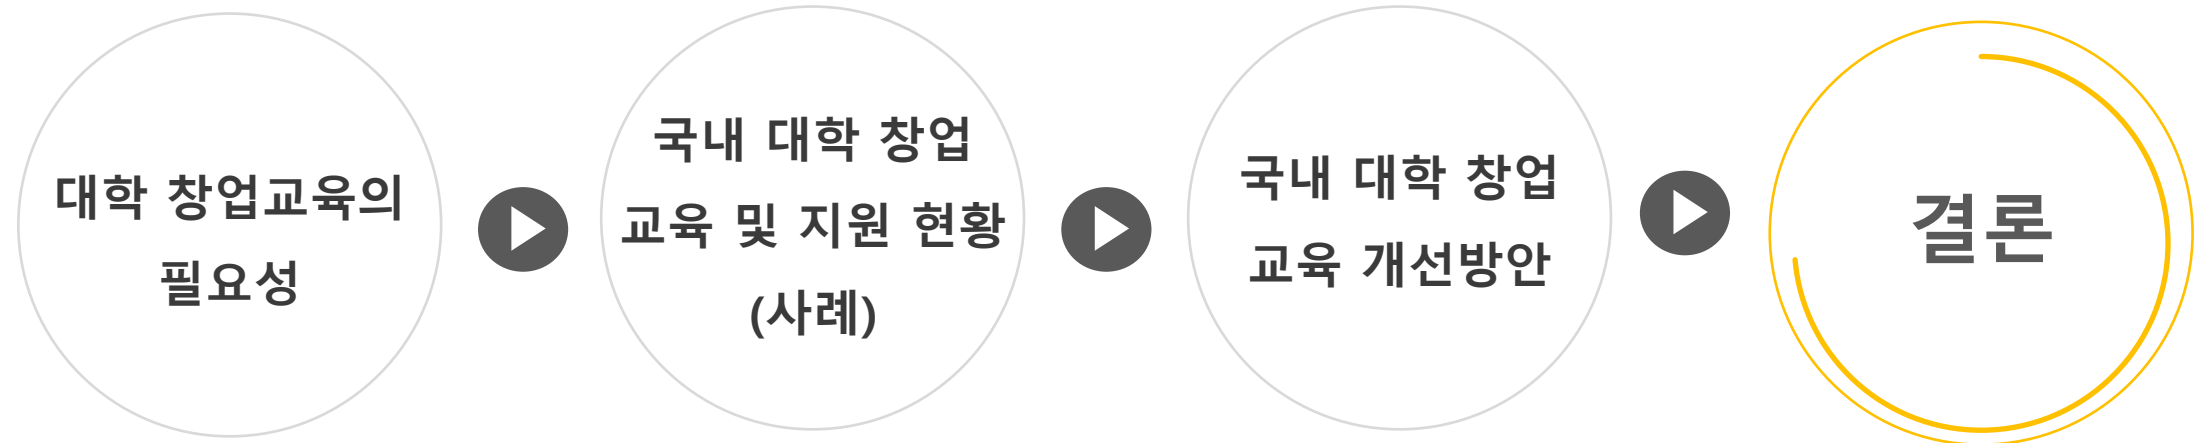 대학 창업교육의
필요성
국내 대학 창업
교육 및 지원 현황
(사례)
국내 대학 창업
교육 개선방안
결론